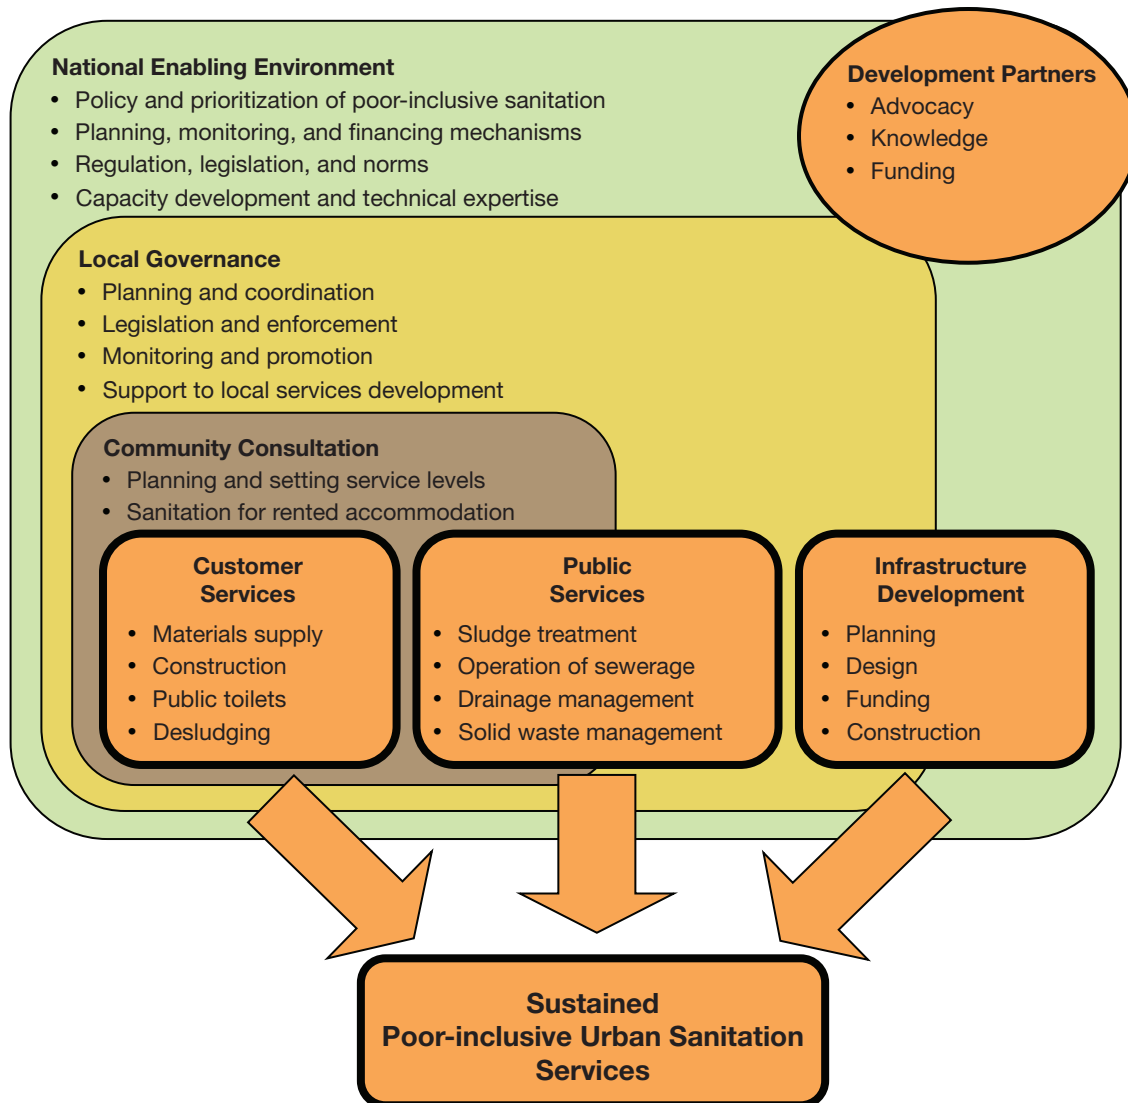 National Enabling Environment
• Policy and prioritization of poor-inclusive sanitation
• Planning, monitoring, and financing mechanisms
• Regulation, legislation, and norms
• Capacity development and technical expertise
Development Partners
• Advocacy
• Knowledge
• Funding
Local Governance
• Planning and coordination
• Legislation and enforcement
• Monitoring and promotion
• Support to local services development
Community Consultation
• Planning and setting service levels
• Sanitation for rented accommodation
Customer
Services
• Materials supply
• Construction
• Public toilets
• Desludging
Public
Services
• Sludge treatment
• Operation of sewerage
• Drainage management
• Solid waste management
Infrastructure
Development
• Planning
• Design
• Funding
• Construction
Sustained
Poor-inclusive Urban Sanitation
Services